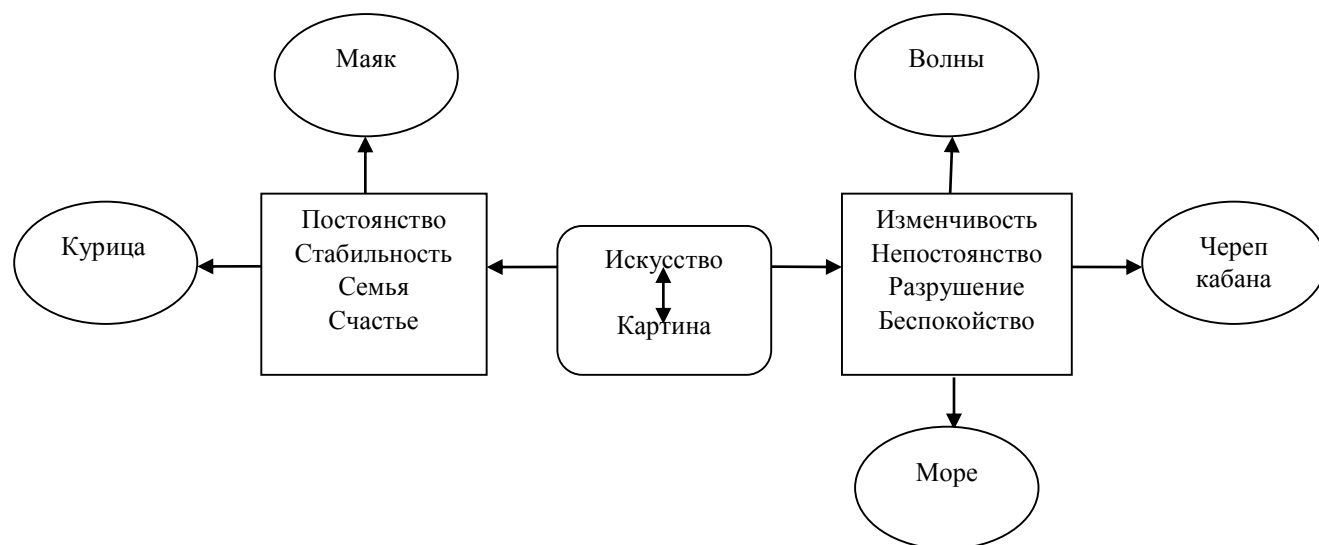 Маяк
Волны
Курица
Постоянство
Стабильность
Семья
Счастье
Искусство
Картина
Изменчивость
Непостоянство
Разрушение
Беспокойство
Череп
кабана
Море